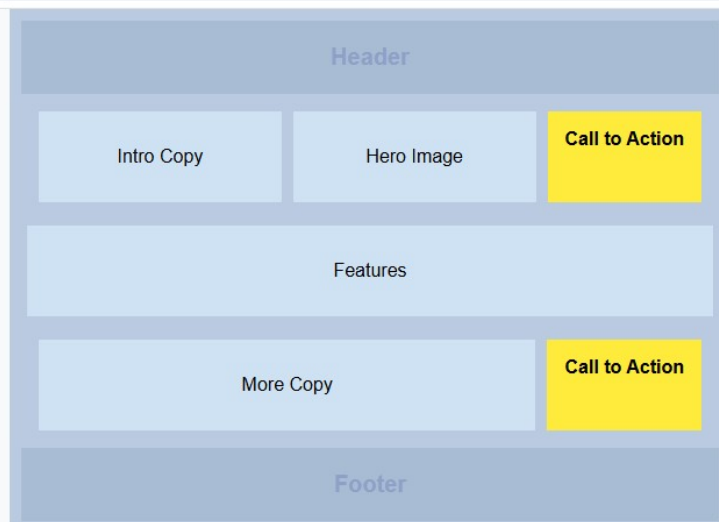 Header
Intro Copy
Hero Image
Call to Action
Features
More Copy
Call to Action
Footer